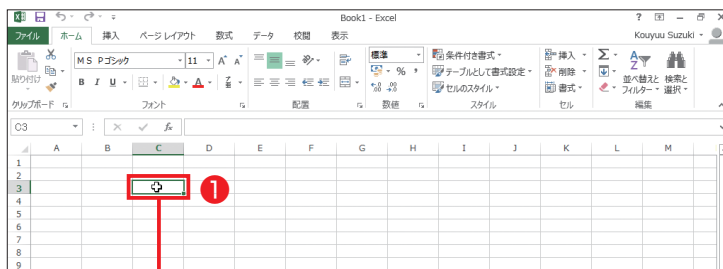 Book1 - Excel
ファイル ホーム 挿入 ページ レイアウト 数式 データ 校閲 表示 Kouyuu Suzuki
貼り付け
ＭＳ Ｐゴシック 11
B I U
標準
% ,
条件付き書式
テーブルとして書式設定
セルのスタイル
挿入
削除
書式
並べ替えと フィルター
検索と 選択
クリップボード フォント 配置 数値 スタイル セル 編集
C3 fx
A B C D E F G H I J K L M
1
2
3 1
4
5
6
7
8
9